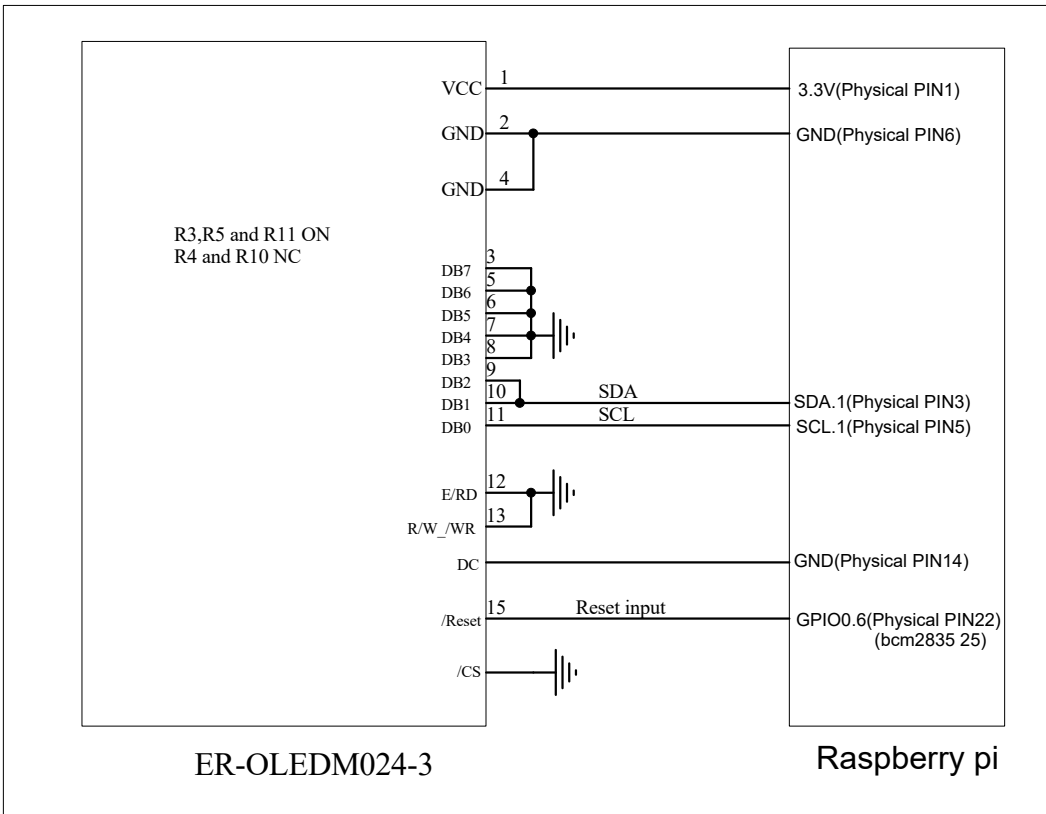 VCC 1 3.3V(Physical PIN1)
GND 2 GND(Physical PIN6)
GND 4
R3,R5 and R11 ON
R4 and R10 NC
DB7 3
DB6 5
DB5 6
DB4 7
DB3 8
DB2 9
DB1 10 SDA SDA.1(Physical PIN3)
DB0 11 SCL SCL.1(Physical PIN5)
E/RD 12
R/W_/WR 13
DC GND(Physical PIN14)
/Reset 15 Reset input GPIO0.6(Physical PIN22)
(bcm2835 25)
/CS
ER-OLEDM024-3
Raspberry pi